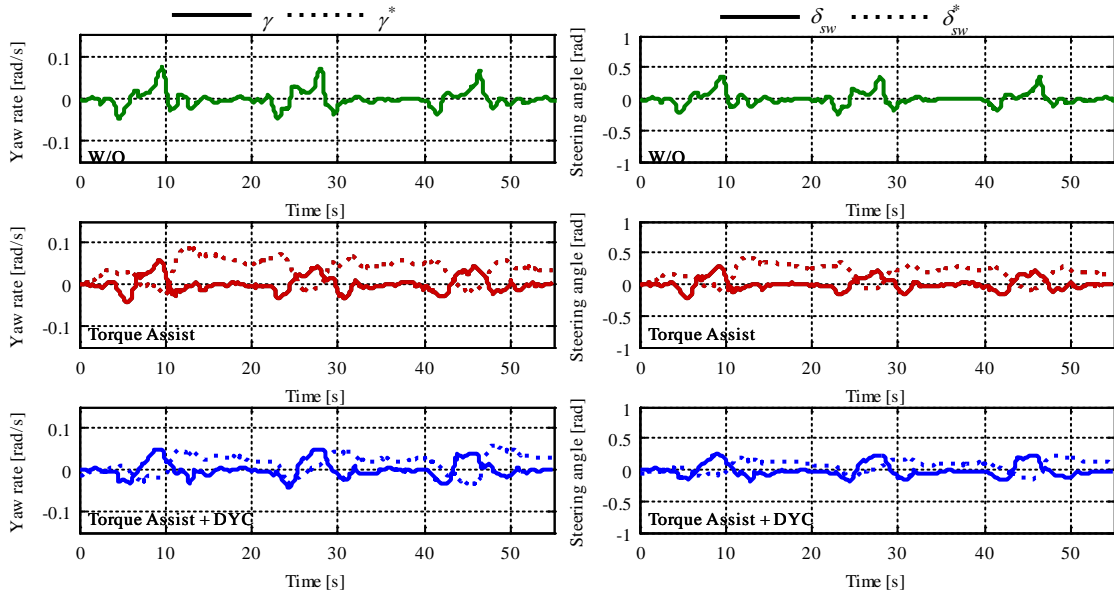 γ γ*
δsw δ*sw
Yaw rate [rad/s]
0.1
0
-0.1
W/O
0 10 20 30 40 50
Time [s]
Steering angle [rad]
1
0.5
0
-0.5
-1
W/O
0 10 20 30 40 50
Time [s]
Yaw rate [rad/s]
0.1
0
-0.1
Torque Assist
0 10 20 30 40 50
Time [s]
Steering angle [rad]
1
0.5
0
-0.5
-1
Torque Assist
0 10 20 30 40 50
Time [s]
Yaw rate [rad/s]
0.1
0
-0.1
Torque Assist + DYC
0 10 20 30 40 50
Time [s]
Steering angle [rad]
1
0.5
0
-0.5
-1
Torque Assist + DYC
0 10 20 30 40 50
Time [s]